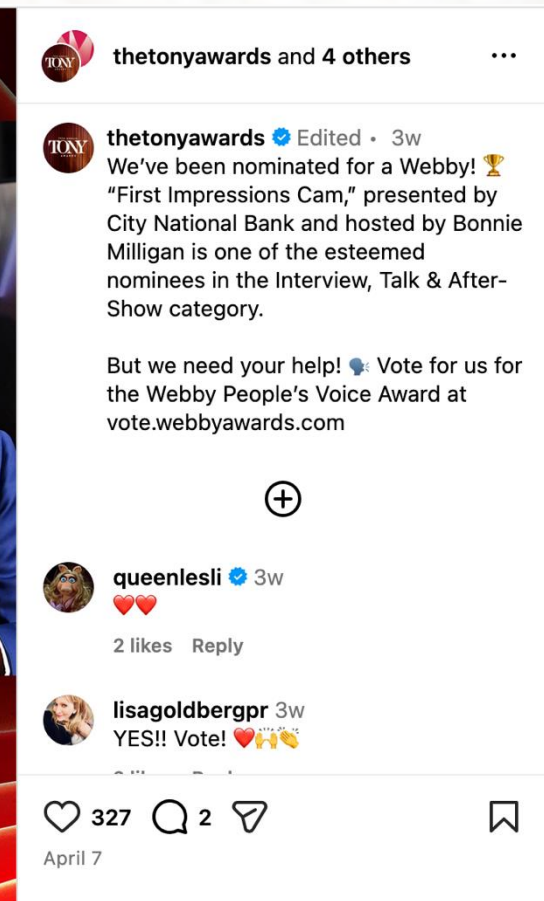 thetonyawards and 4 others
TONY
thetonyawards Edited • 3w
TONY
We’ve been nominated for a Webby! 🏆
“First Impressions Cam,” presented by
City National Bank and hosted by Bonnie
Milligan is one of the esteemed
nominees in the Interview, Talk & After-
Show category.
But we need your help! 🗣️ Vote for us for
the Webby People’s Voice Award at
vote.webbyawards.com
queenlesli 3w
❤️❤️
2 likes Reply
lisagoldbergpr 3w
YES!! Vote! ❤️🙌👏
327 2
April 7